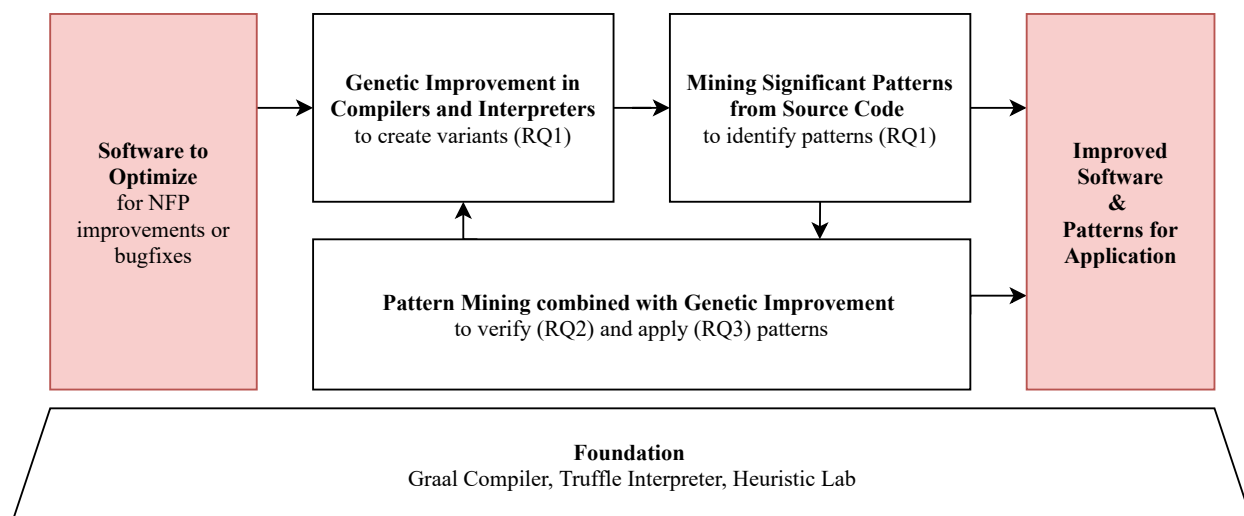 Software to
Optimize
for NFP
improvements or
bugfixes
Genetic Improvement in
Compilers and Interpreters
to create variants (RQ1)
Mining Significant Patterns
from Source Code
to identify patterns (RQ1)
Pattern Mining combined with Genetic Improvement
to verify (RQ2) and apply (RQ3) patterns
Improved
Software
&
Patterns for
Application
Foundation
Graal Compiler, Truffle Interpreter, Heuristic Lab